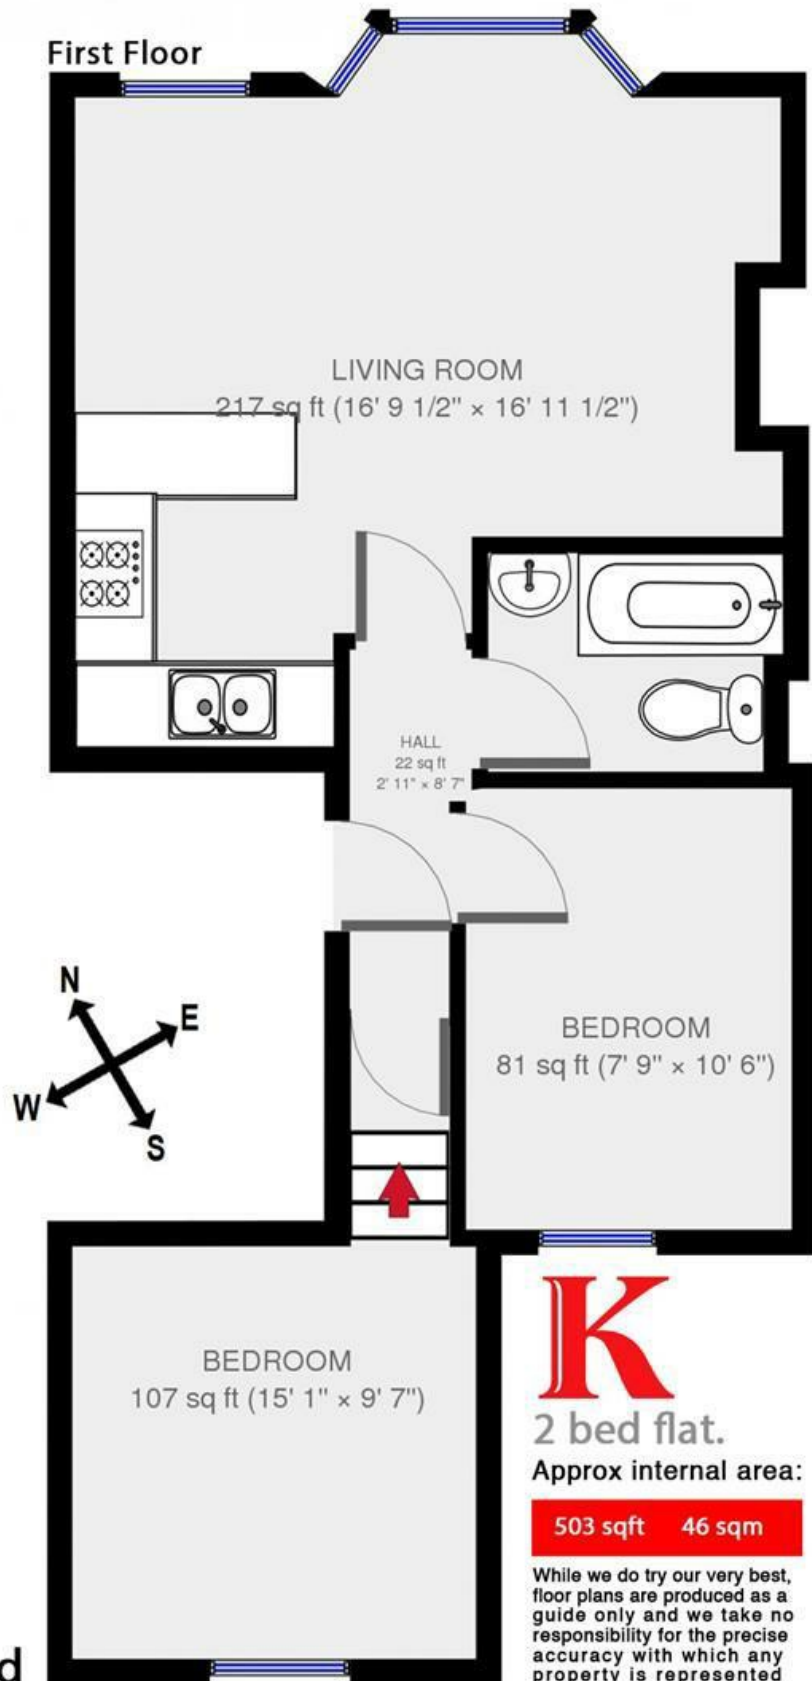 First Floor
LIVING ROOM
217 sq ft (16' 9 1/2" × 16' 11 1/2")
HALL
22 sq ft
2' 11" × 8' 7"
N
E
W
S
BEDROOM
81 sq ft (7' 9" × 10' 6")
BEDROOM
107 sq ft (15' 1" × 9' 7")
K
2 bed flat.
Approx internal area:
503 sqft 46 sqm
While we do try our very best,
floor plans are produced as a
guide only and we take no
responsibility for the precise
accuracy with which any
property is represented
d